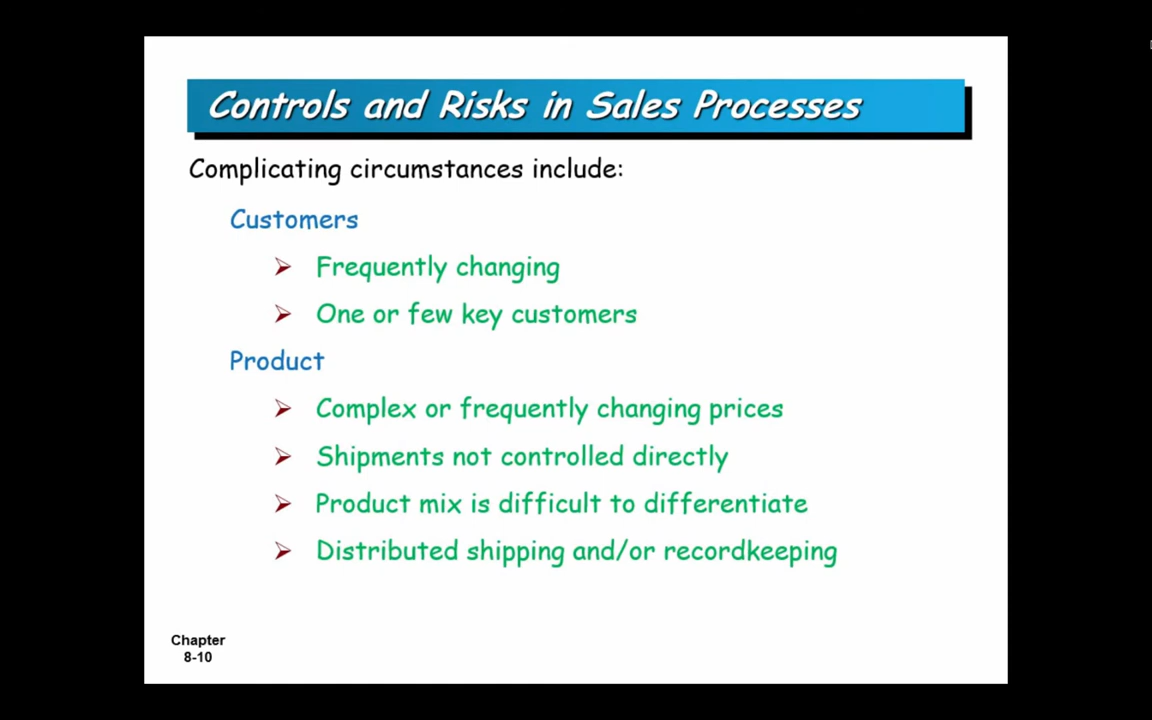 Controls and Risks in Sales Processes
Complicating circumstances include:
Customers
Frequently changing
One or few key customers
Product
Complex or frequently changing prices
Shipments not controlled directly
Product mix is difficult to differentiate
Distributed shipping and/or recordkeeping
Chapter
8-10